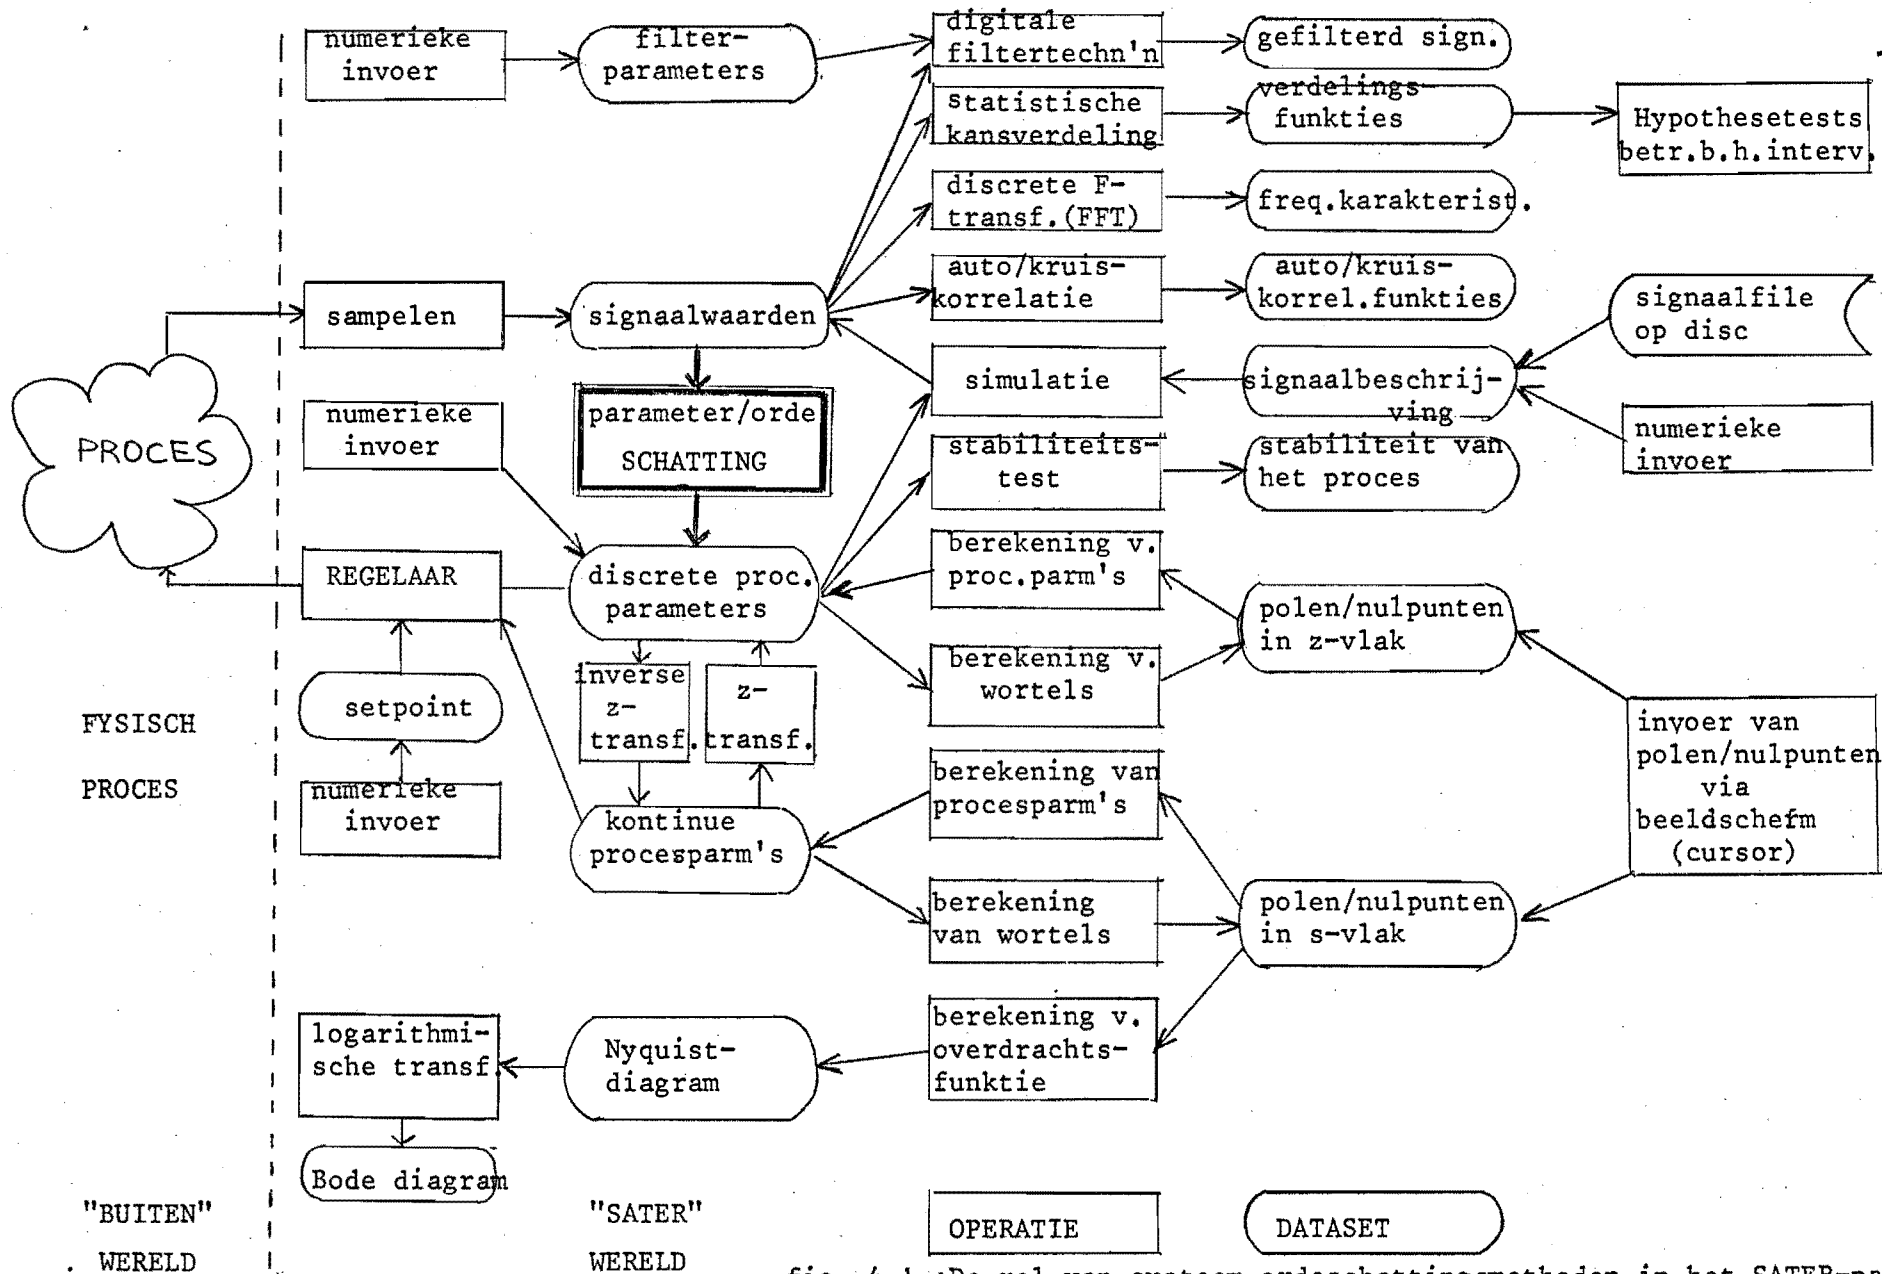 numerieke
invoer
filter-
parameters
digitale
filtertechn'n
gefilterd sign.
statistische
kansverdeling
verdelings-
funkties
Hypothesetests
betr.b.h.interv.
discrete F-
transf.(FFT)
freq.karakterist.
auto/kruis-
korrelatie
auto/kruis-
korrel.funkties
sampelen
signaalwaarden
signaalfile
op disc
simulatie
signaalbeschrij-
ving
PROCES
numerieke
invoer
parameter/orde
SCHATTING
numerieke
invoer
stabiliteits-
test
stabiliteit van
het proces
REGELAAR
discrete proc.
parameters
berekening v.
proc.parm's
polen/nulpunten
in z-vlak
berekening v.
wortels
inverse
z-
transf.
z-
transf.
setpoint
FYSISCH
PROCES
numerieke
invoer
invoer van
polen/nulpunten
via
beeldschefm
(cursor)
berekening van
procesparm's
kontinue
procesparm's
berekening
van wortels
polen/nulpunten
in s-vlak
logarithmi-
sche transf.
Nyquist-
diagram
berekening v.
overdrachts-
funktie
Bode diagram
"BUITEN"
WERELD
"SATER"
WERELD
OPERATIE
DATASET